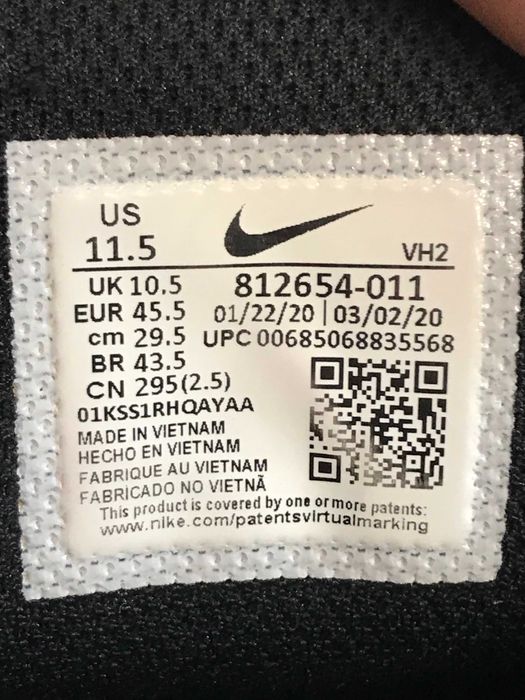 US
11.5
VH2
UK 10.5
812654-011
EUR 45.5
01/22/20 | 03/02/20
cm 29.5
UPC 00685068835568
BR 43.5
CN 295(2.5)
01KSS1RHQAYAA
MADE IN VIETNAM
HECHO EN VIETNAM
FABRIQUE AU VIETNAM
FABRICADO NO VIETNÃ
This product is covered by one or more patents:
www.nike.com/patentsvirtualmarking